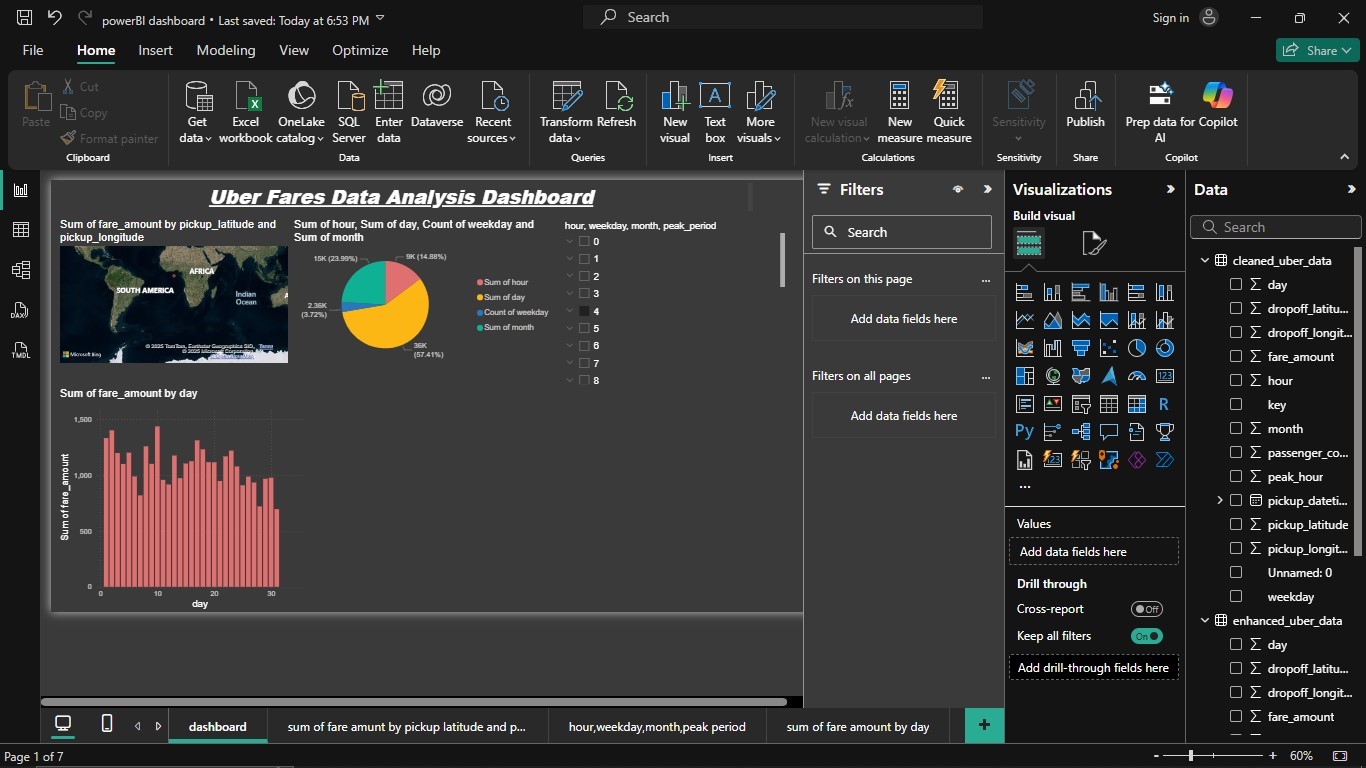 powerBI dashboard • Last saved: Today at 6:53 PM
Search
Sign in
File
Home
Insert
Modeling
View
Optimize
Help
Share
Paste
Cut
Copy
Format painter
Clipboard
Get data
Excel workbook
OneLake catalog
SQL Server
Enter data
Dataverse
Recent sources
Data
Transform data
Refresh
Queries
New visual
Text box
More visuals
Insert
New visual calculation
New measure
Quick measure
Calculations
Sensitivity
Sensitivity
Publish
Share
Prep data for AI
Copilot
Copilot
Uber Fares Data Analysis Dashboard
Sum of fare_amount by pickup_latitude and
pickup_longitude
AFRICA
SOUTH AMERICA
Indian
Ocean
Microsoft Bing
Sum of hour, Sum of day, Count of weekday and
Sum of month
15K (23.99%)
9K (14.88%)
2.36K
(3.72%)
36K
(57.41%)
Sum of hour
Sum of day
Count of weekday
Sum of month
hour, weekday, month, peak_period
0
1
2
3
4
5
6
7
8
Sum of fare_amount by day
Sum of fare_amount
1,500
1,000
500
0
0
10
20
30
day
Filters
Search
Filters on this page
...
Add data fields here
Filters on all pages
...
Add data fields here
Visualizations
Build visual
123
R
Py
123
...
Values
Add data fields here
Drill through
Cross-report
Off
Keep all filters
On
Add drill-through fields here
Data
Search
cleaned_uber_data
day
dropoff_latitu...
dropoff_longit...
fare_amount
hour
key
month
passenger_co...
peak_hour
pickup_dateti...
pickup_latitude
pickup_longit...
Unnamed: 0
weekday
enhanced_uber_data
day
dropoff_latitu...
dropoff_longit...
fare_amount
DAX
TMDL
dashboard
sum of fare amunt by pickup latitude and p...
hour,weekday,month,peak period
sum of fare amount by day
+
Page 1 of 7
- + 60%